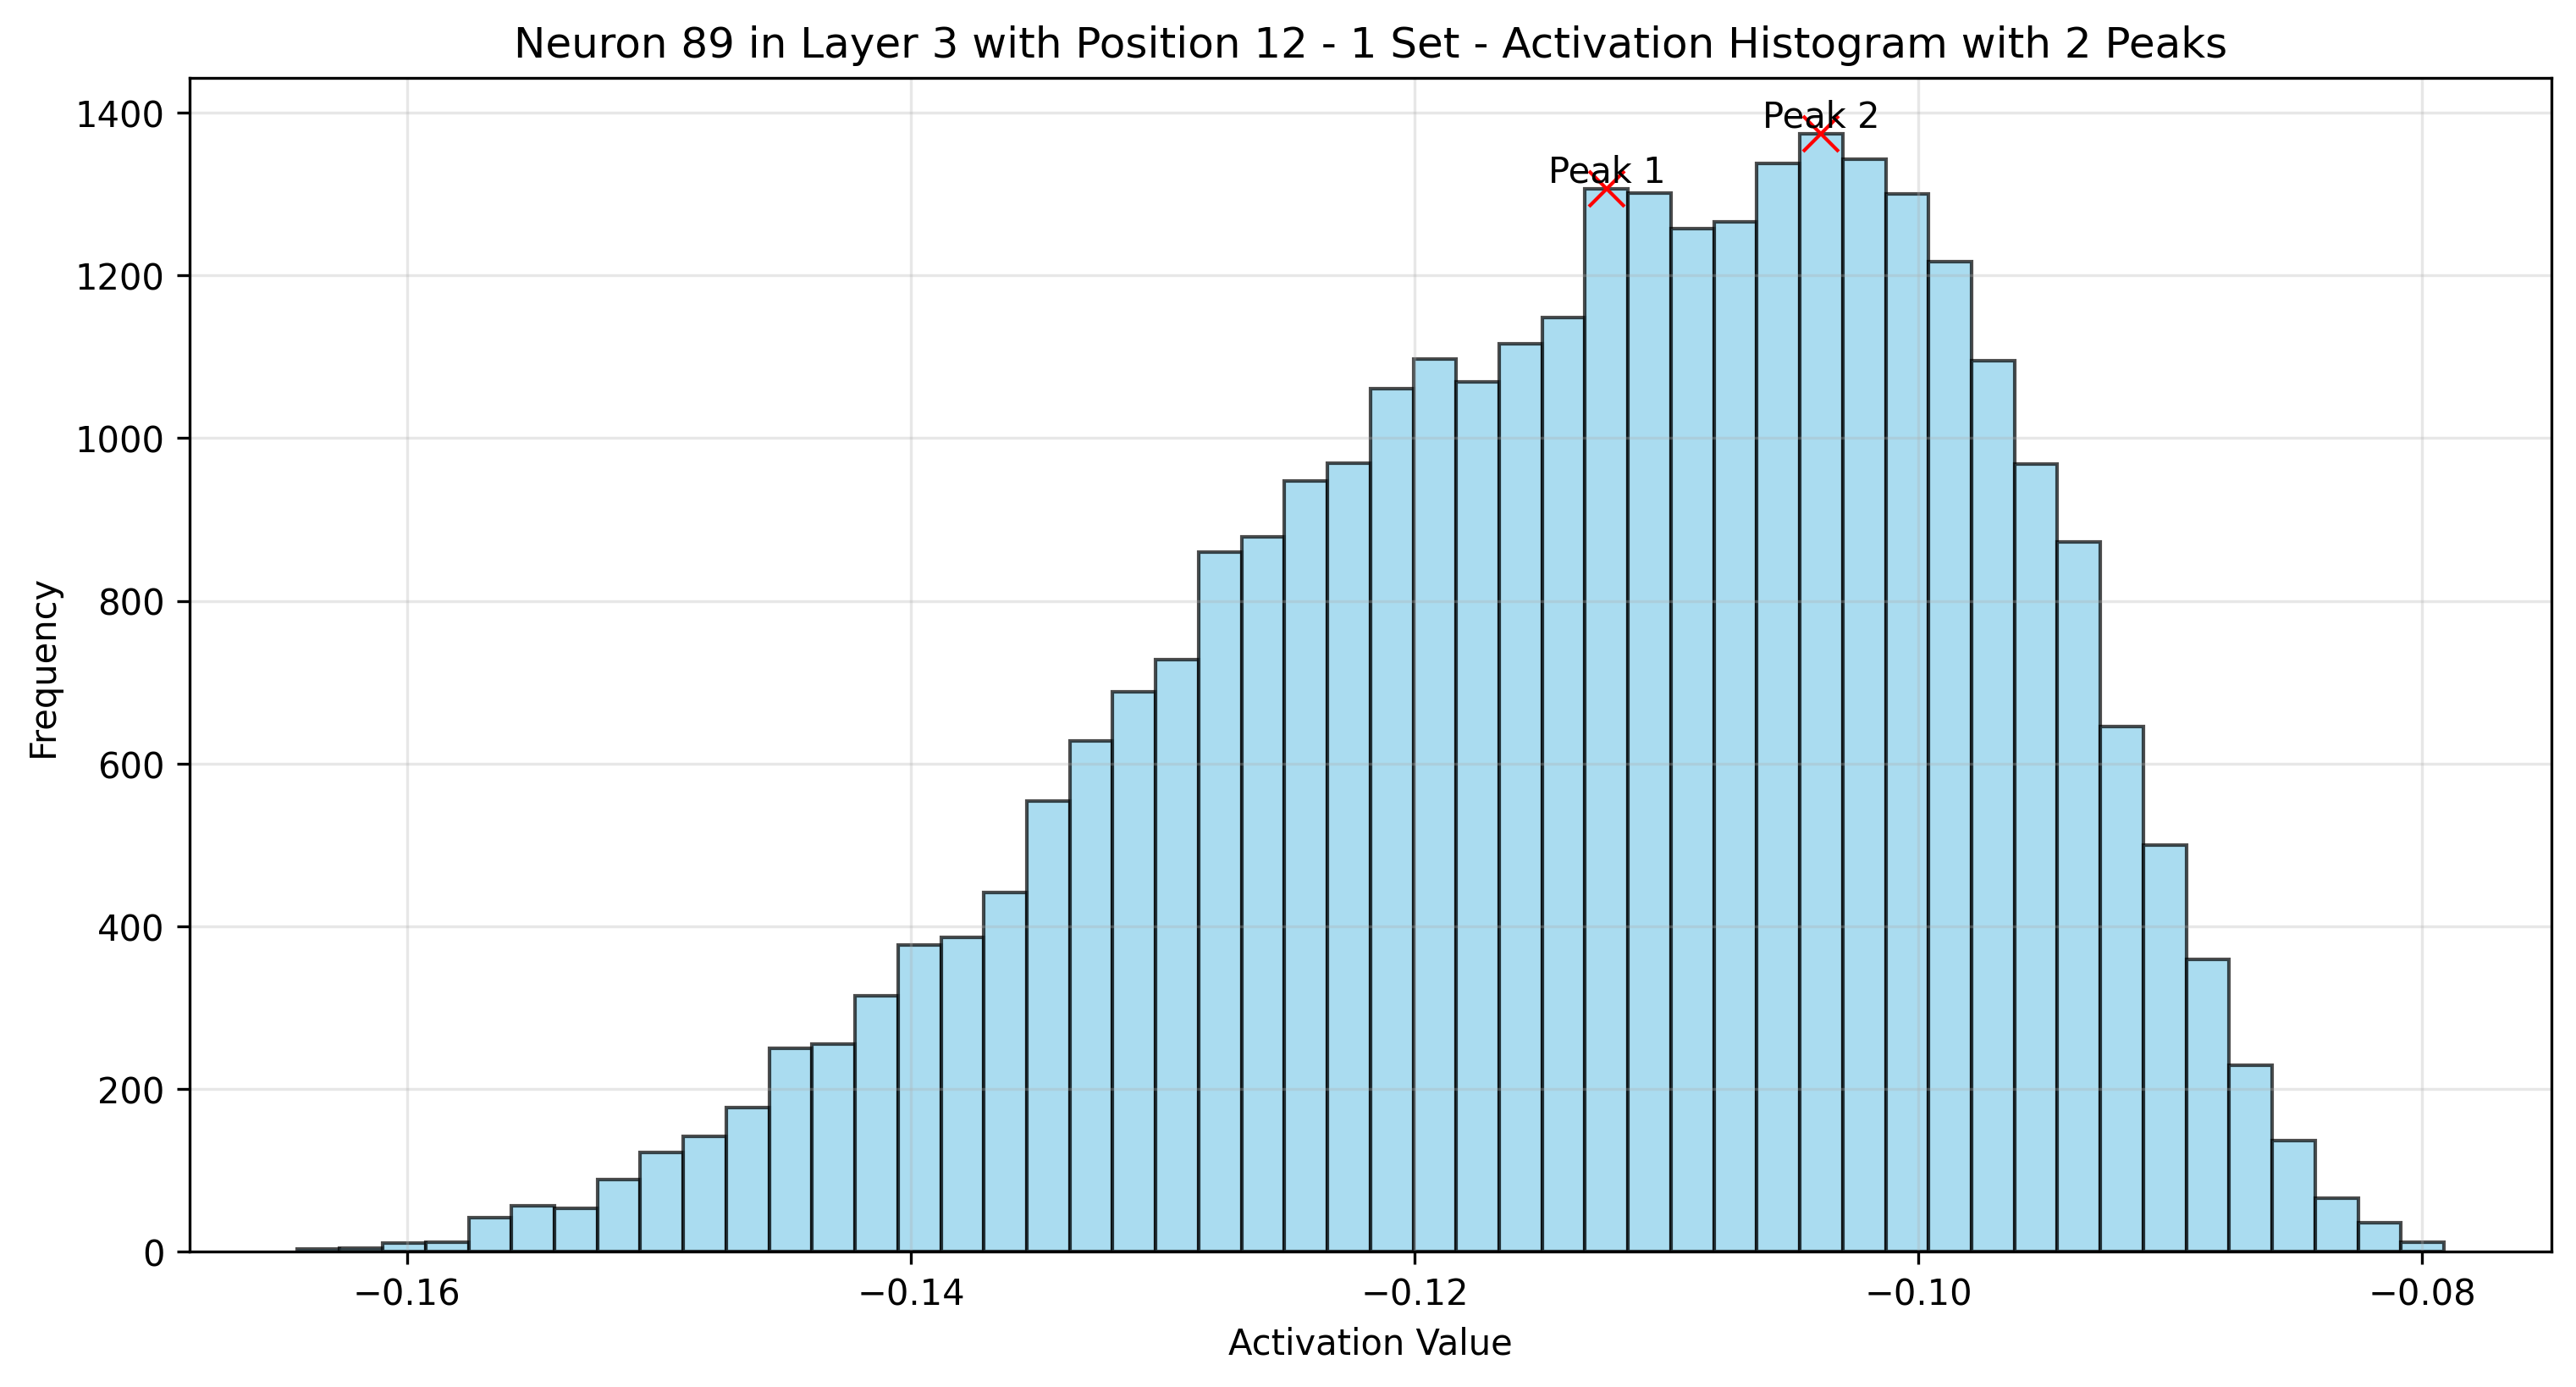 Neuron 89 in Layer 3 with Position 12 - 1 Set - Activation Histogram with 2 Peaks
1400
1200
1000
800
600
400
200
0
Frequency
Peak 1
Peak 2
−0.16
−0.14
−0.12
−0.10
−0.08
Activation Value